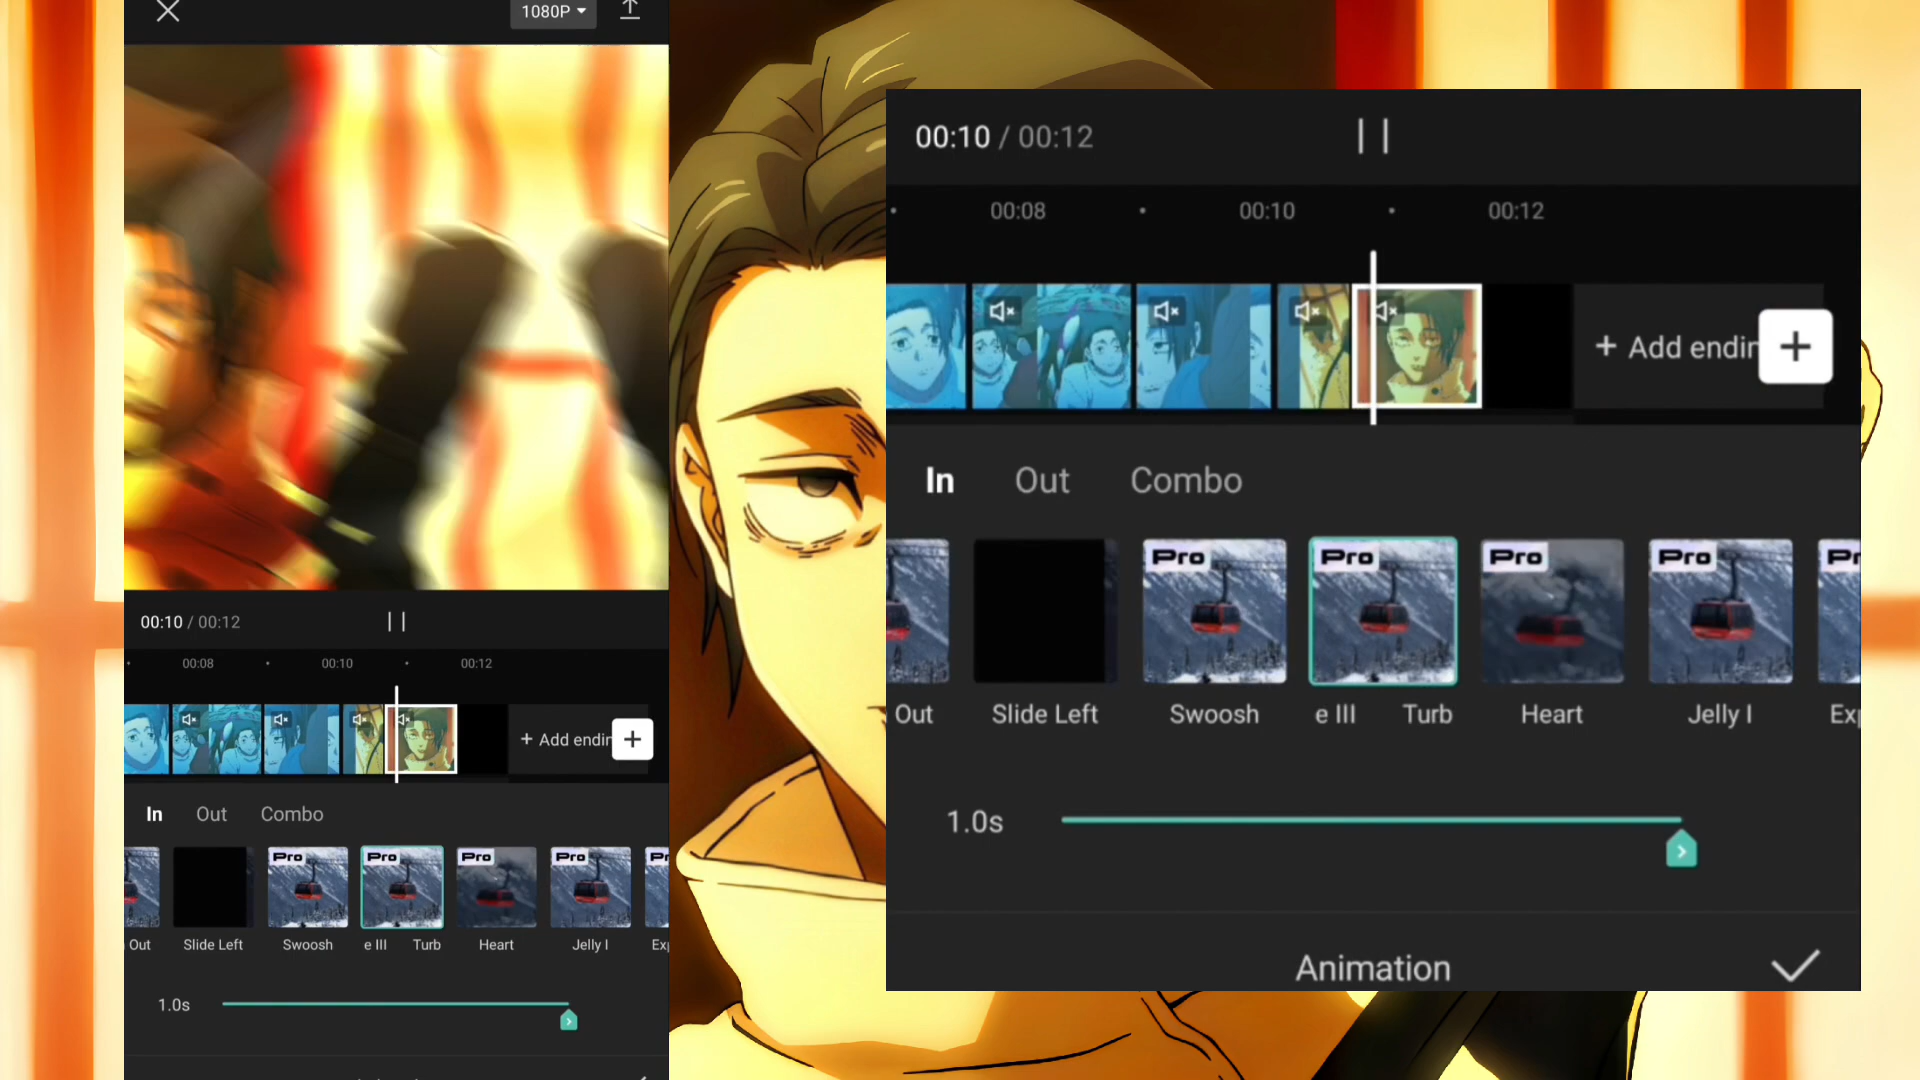 1080P
00:10 / 00:12
00:08 00:10 00:12
+ Add endin
In Out Combo
Pro Pro Pro Pro
Out Slide Left Swoosh e III Turb Heart Jelly I
1.0s
00:10 / 00:12
00:08 00:10 00:12
+ Add endin
In Out Combo
Pro Pro Pro Pro
Out Slide Left Swoosh e III Turb Heart Jelly I
1.0s
Animation